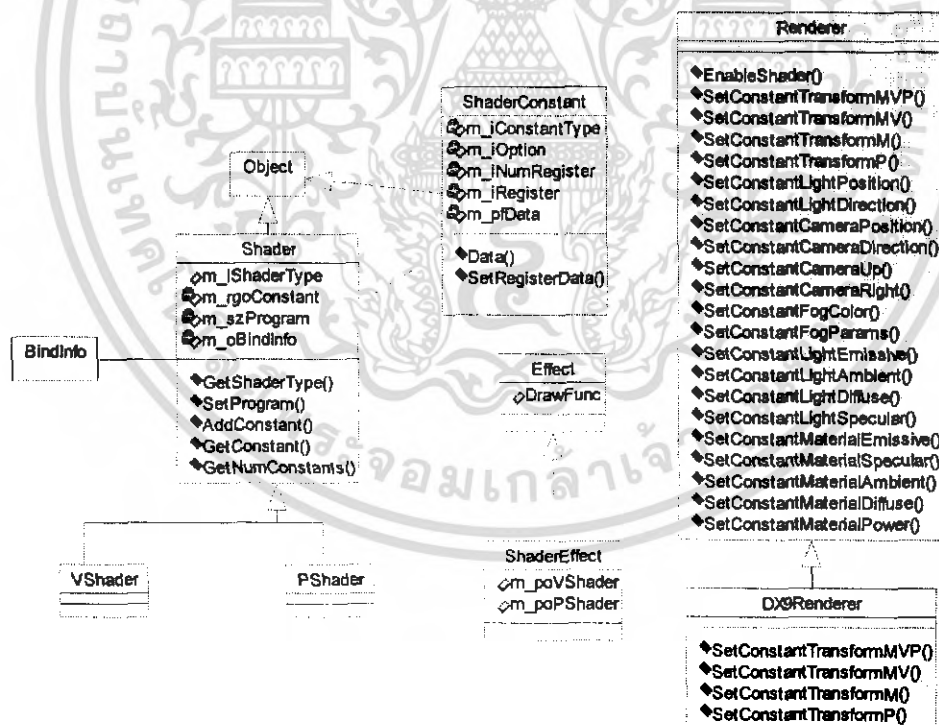 Object
Shader
m_iShaderType
m_rgoConstant
m_szProgram
m_oBindInfo
GetShaderType()
SetProgram()
AddConstant()
GetConstant()
GetNumConstants()
BindInfo
VShader
PShader
ShaderConstant
m_iConstantType
m_iOption
m_iNumRegister
m_iRegister
m_pfData
Data()
SetRegisterData()
Effect
DrawFunc
ShaderEffect
m_poVShader
m_poPShader
Renderer
EnableShader()
SetConstantTransformMVP()
SetConstantTransformMV()
SetConstantTransformM()
SetConstantTransformP()
SetConstantLightPosition()
SetConstantLightDirection()
SetConstantCameraPosition()
SetConstantCameraDirection()
SetConstantCameraUp()
SetConstantCameraRight()
SetConstantFogColor()
SetConstantFogParams()
SetConstantLightEmissive()
SetConstantLightAmbient()
SetConstantLightDiffuse()
SetConstantLightSpecular()
SetConstantMaterialEmissive()
SetConstantMaterialSpecular()
SetConstantMaterialAmbient()
SetConstantMaterialDiffuse()
SetConstantMaterialPower()
DX9Renderer
SetConstantTransformMVP()
SetConstantTransformMV()
SetConstantTransformM()
SetConstantTransformP()